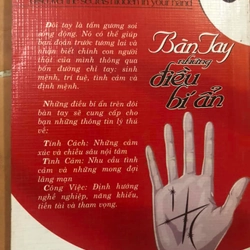 Đôi tay là tấm gương soi
sống động. Nó có thể giúp
bạn đoán trước tương lai và
nhận biết chính con người
thật của mình thông qua
bốn đường chỉ tay: sinh
mệnh, trí tuệ, tình cảm và
định mệnh.
Những điều bí ẩn trên đôi
bàn tay sẽ cung cấp cho
bạn những thông tin lý thú
về:
Tính Cách: Những cảm
xúc và chiều sâu nội tâm
Tình Cảm: Nhu cầu tình
cảm và những mong đợi
lãng mạn
Công Việc: Định hướng
nghề nghiệp, năng khiếu,
tiền tài và tham vọng.
Bàn Tay
những
điều
bí ẩn